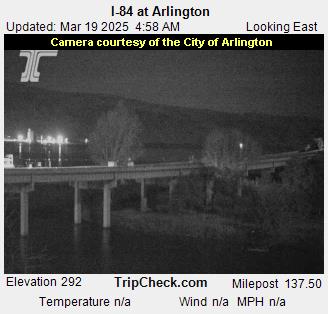 I-84 at Arlington
Updated: Mar 19 2025 4:58 AM Looking East
Camera courtesy of the City of Arlington
Elevation 292 TripCheck.com Milepost 137.50
Temperature n/a Wind n/a MPH n/a